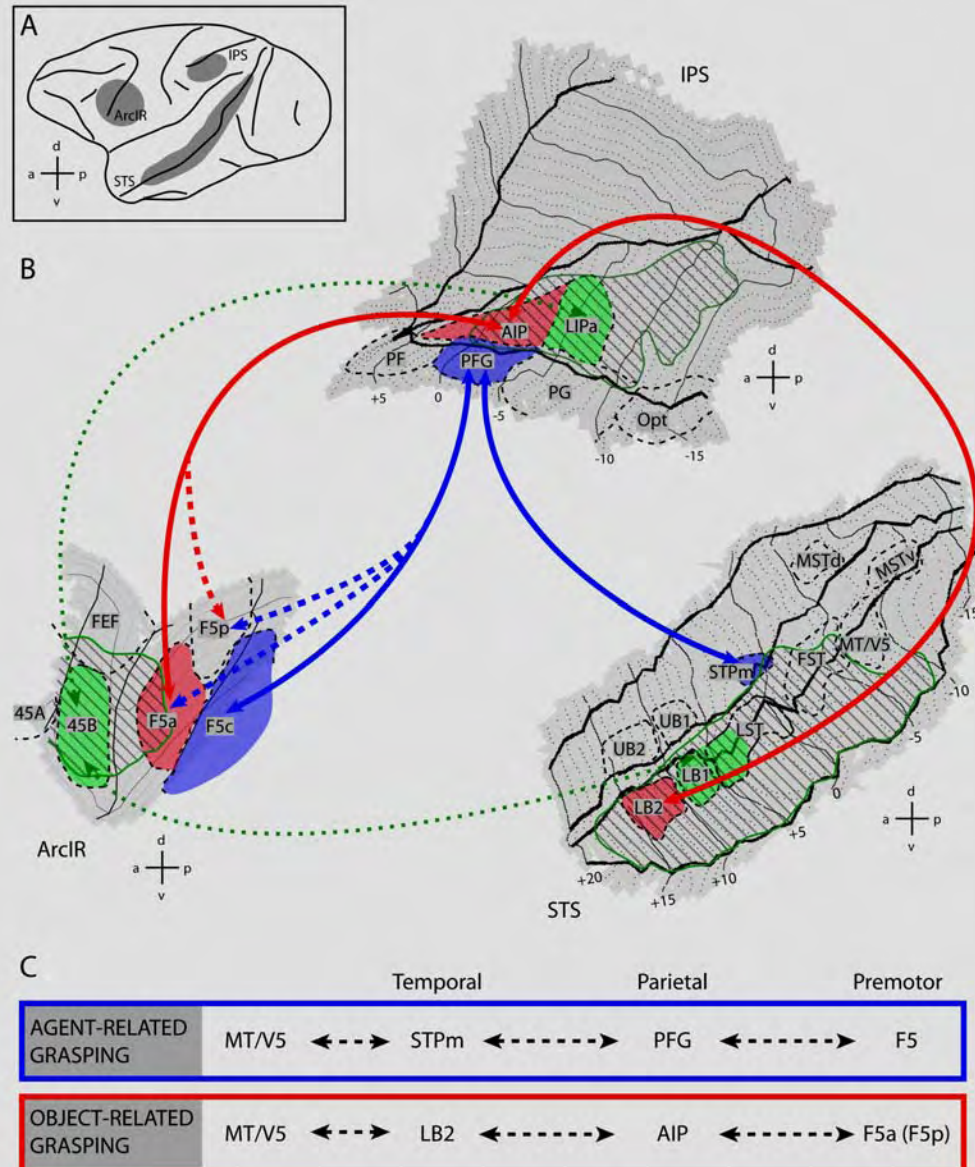 A
IPS
ArcIR
STS
d
a p
v
IPS
B
AIP
LIPa
PF
PFG
PG
Opt
+5
0
-5
-10
-15
d
a p
v
FEF
F5p
45A
45B
F5a
F5c
ArcIR
d
a p
v
MSTd
MSTv
-15
STPm
FST
MT/V5
-10
UB1
UB2
LST
-5
LB1
LB2
0
+5
+10
+15
+20
STS
d
a p
v
C
Temporal Parietal Premotor
AGENT-RELATED
GRASPING
MT/V5 STPm PFG F5
OBJECT-RELATED
GRASPING
MT/V5 LB2 AIP F5a (F5p)